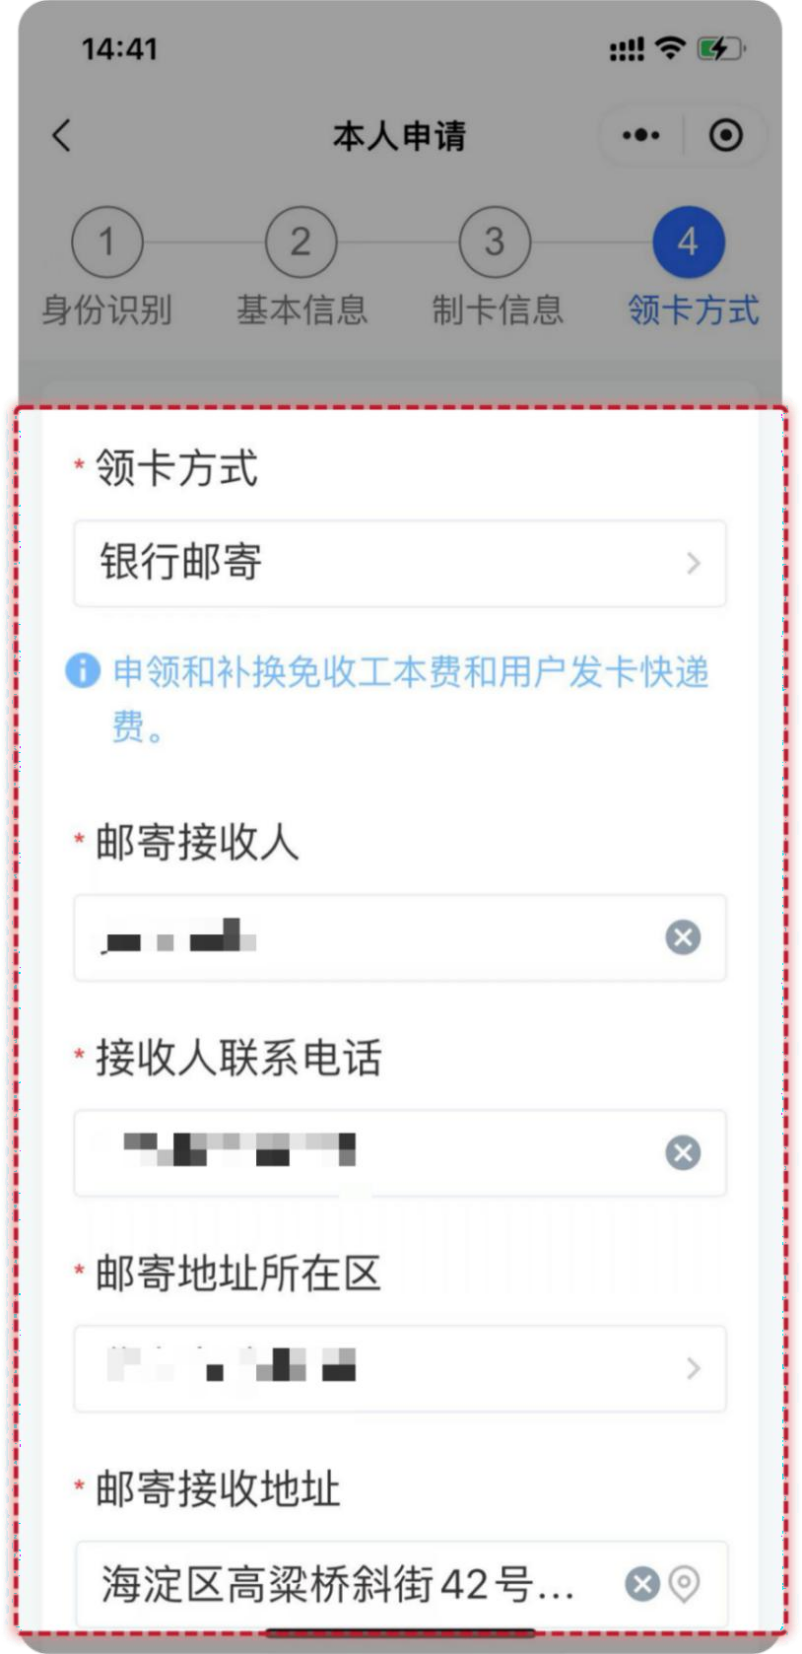 14:41
本人申请
1
2
3
4
身份识别
基本信息
制卡信息
领卡方式
* 领卡方式
银行邮寄
申领和补换免收工本费和用户发卡快递
费。
* 邮寄接收人
* 接收人联系电话
* 邮寄地址所在区
* 邮寄接收地址
海淀区高粱桥斜街42号...